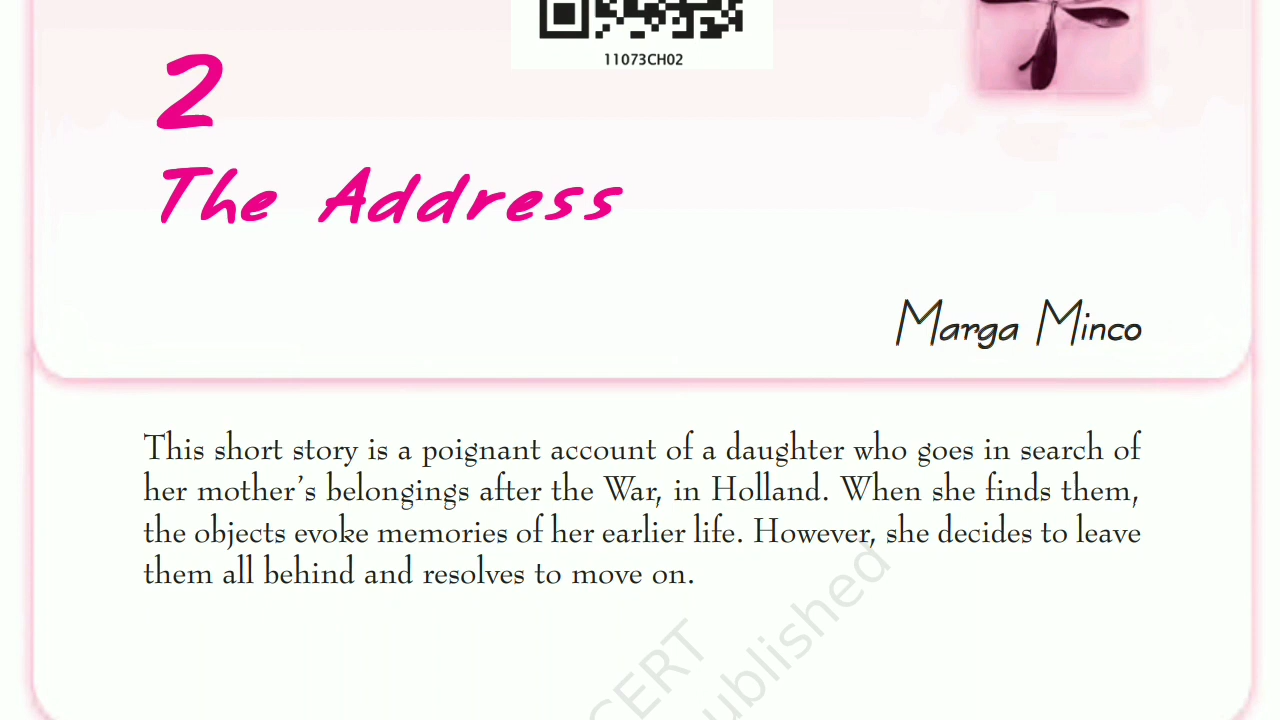 11073CH02
2
The Address
Marga Minco
This short story is a poignant account of a daughter who goes in search of
her mother's belongings after the War, in Holland. When she finds them,
the objects evoke memories of her earlier life. However, she decides to leave
them all behind and resolves to move on.